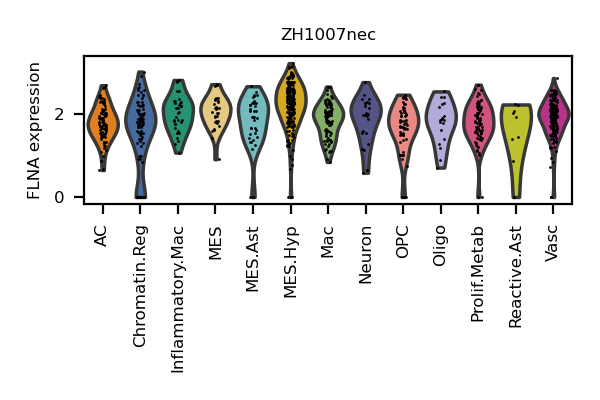 ZH1007nec
FLNA expression
2
0
AC
Chromatin.Reg
Inflammatory.Mac
MES
MES.Ast
MES.Hyp
Mac
Neuron
OPC
Oligo
Prolif.Metab
Reactive.Ast
Vasc